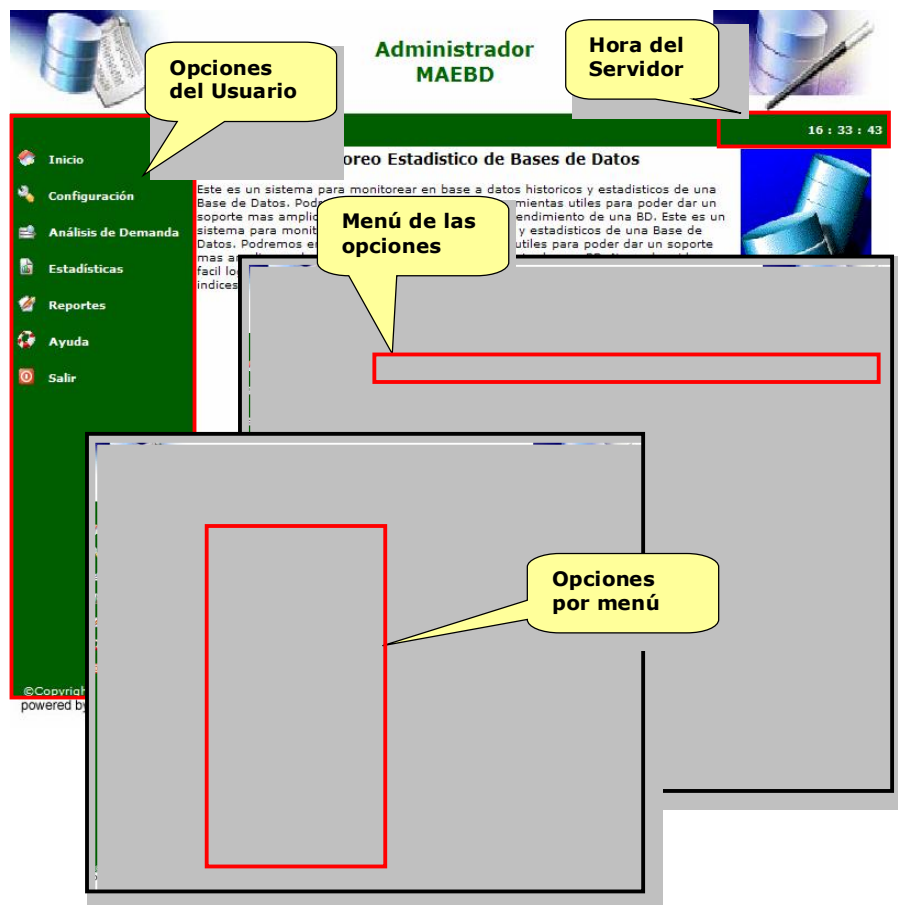 Administrador
MAEBD
Opciones
del Usuario
Hora del
Servidor
16 : 33 : 43
Inicio
Configuración
Análisis de Demanda
Estadísticas
Reportes
Ayuda
Salir
oreo Estadistico de Bases de Datos
Este es un sistema para monitorear en base a datos historicos y estadisticos de una
Base de Datos. mientas utiles para poder dar un
soporte mas endimiento de una BD. Este es un
sistema para y estadisticos de una Base de
Datos. Podremos utiles para poder dar un soporte
mas
facil
indices
Menú de las
opciones
Opciones
por menú
powered by